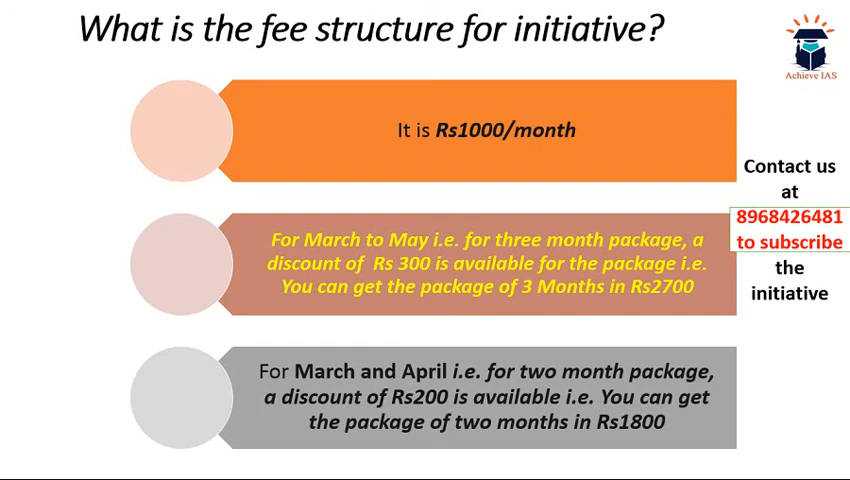 What is the fee structure for initiative?
Achieve IAS
It is Rs1000/month
For March to May i.e. for three month package, a
discount of Rs 300 is available for the package i.e.
You can get the package of 3 Months in Rs2700
For March and April i.e. for two month package,
a discount of Rs200 is available i.e. You can get
the package of two months in Rs1800
Contact us
at
8968426481
to subscribe
the
initiative